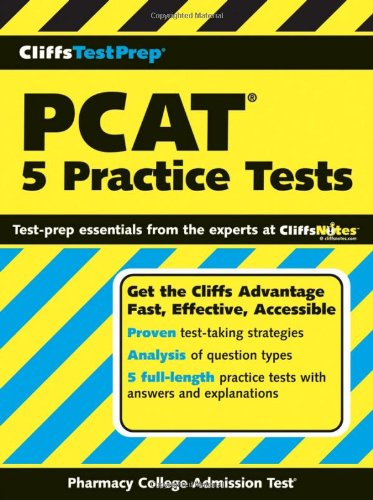 CliffsTestPrep®
PCAT®
5 Practice Tests
Test-prep essentials from the experts at CliffsNotes™
© cliffsnotes.com
Get the Cliffs Advantage
Fast, Effective, Accessible
Proven test-taking strategies
Analysis of question types
5 full-length practice tests with
answers and explanations
Pharmacy College Admission Test®